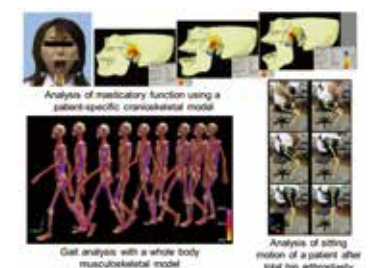 Analysis of masticatory function using a
patient-specific cranioskeletal model
Gait analysis with a whole body
musculoskeletal model
Analysis of sitting
motion of a patient after
total hip arthroplasty